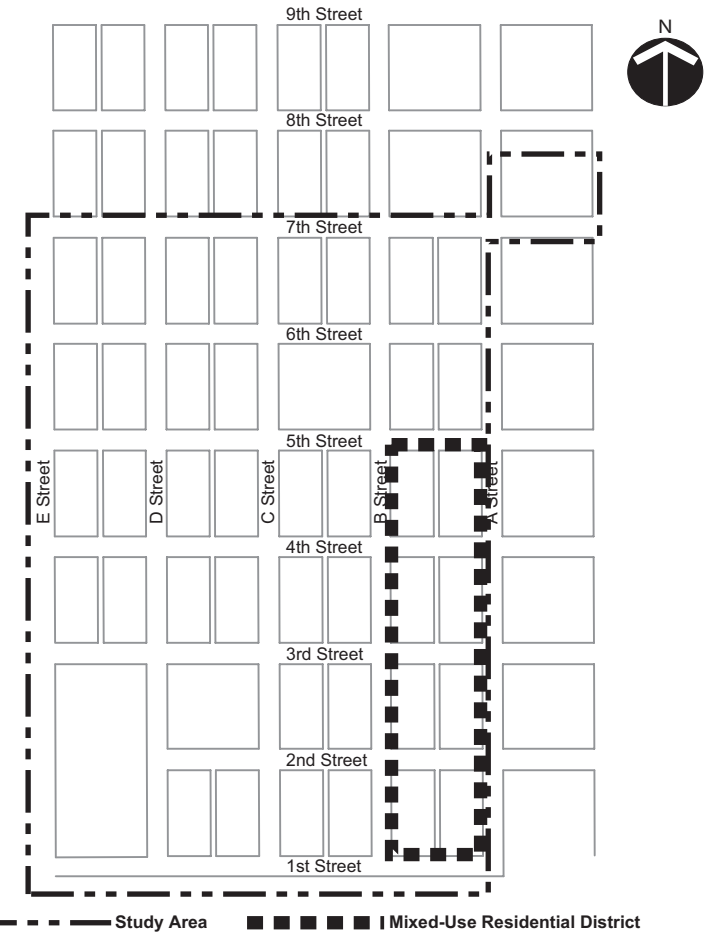 9th Street
N
8th Street
7th Street
6th Street
5th Street
E Street
D Street
C Street
B Street
A Street
4th Street
3rd Street
2nd Street
1st Street
Study Area
Mixed-Use Residential District